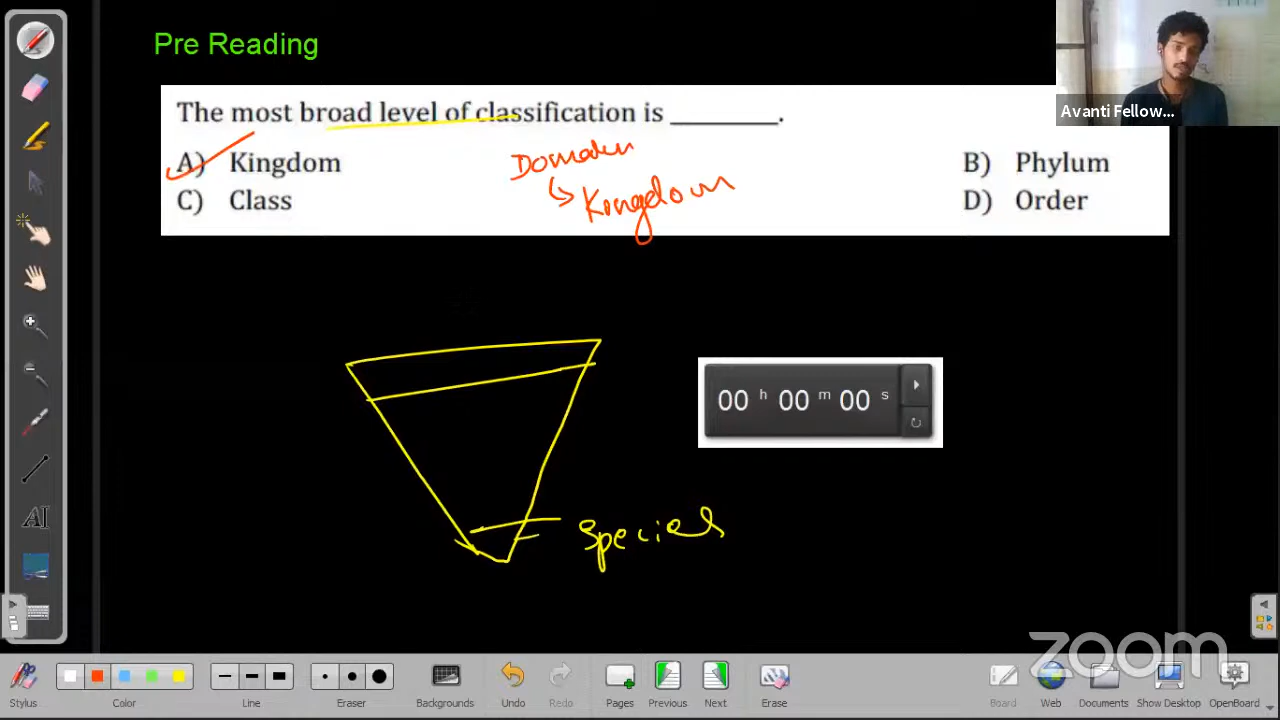 Pre Reading
The most broad level of classification is _________.
A) Kingdom
B) Phylum
C) Class
D) Order
Domain
Kingdom
Avanti Fellow...
00 h 00 m 00 s
Species
AI
zoom
Stylus Color Line Eraser Backgrounds Undo Redo Pages Previous Next Erase Board Web Documents Show Desktop OpenBoard